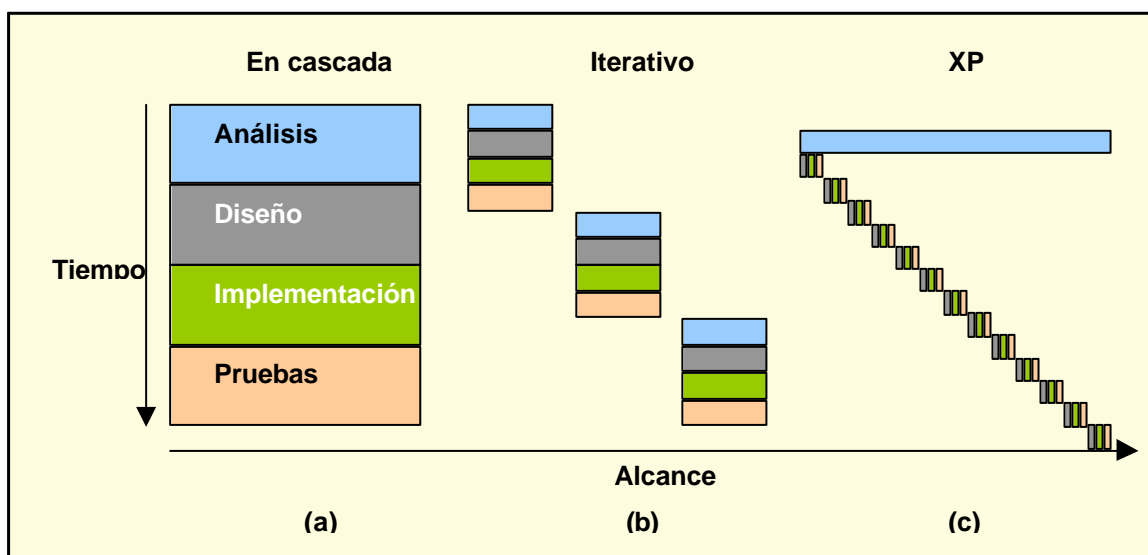 En cascada
Iterativo
XP
Análisis
Diseño
Tiempo
Implementación
Pruebas
Alcance
(a)
(b)
(c)